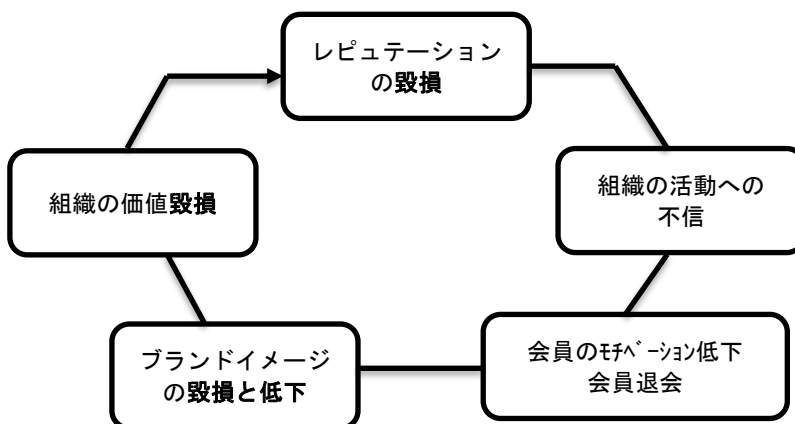 レピュテーション
の毀損
組織の活動への
不信
会員のﾓﾁﾍﾞｰｼｮﾝ低下
会員退会
ブランドイメージ
の毀損と低下
組織の価値毀損